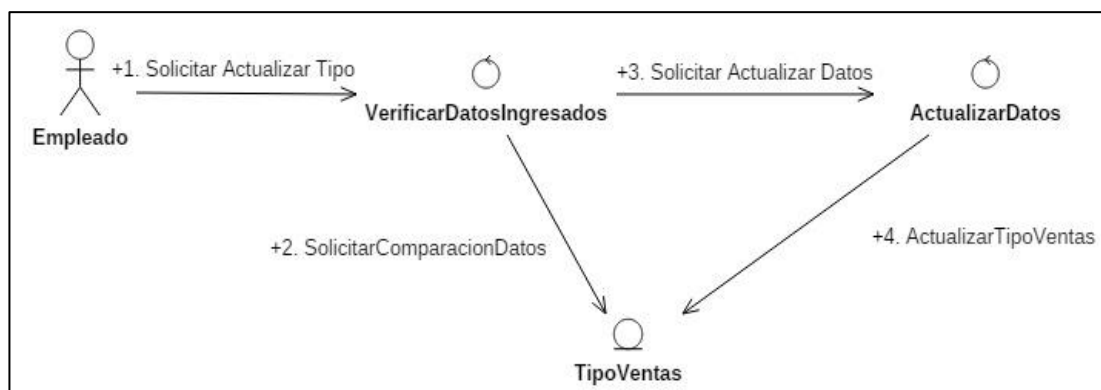 +1. Solicitar Actualizar Tipo
+3. Solicitar Actualizar Datos
Empleado
VerificarDatosIngresados
ActualizarDatos
+2. SolicitarComparacionDatos
+4. ActualizarTipoVentas
TipoVentas